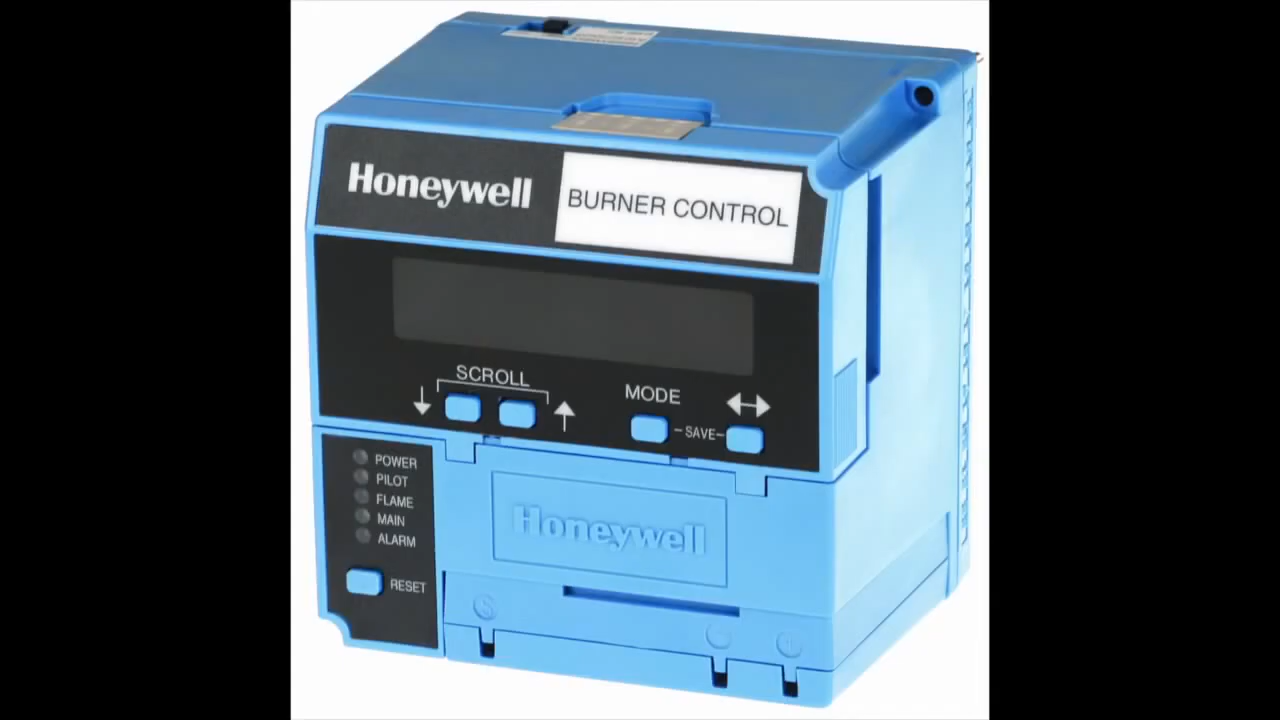 Honeywell
BURNER CONTROL
SCROLL
MODE
-SAVE-
POWER
PILOT
FLAME
MAIN
ALARM
RESET
Honeywell
S